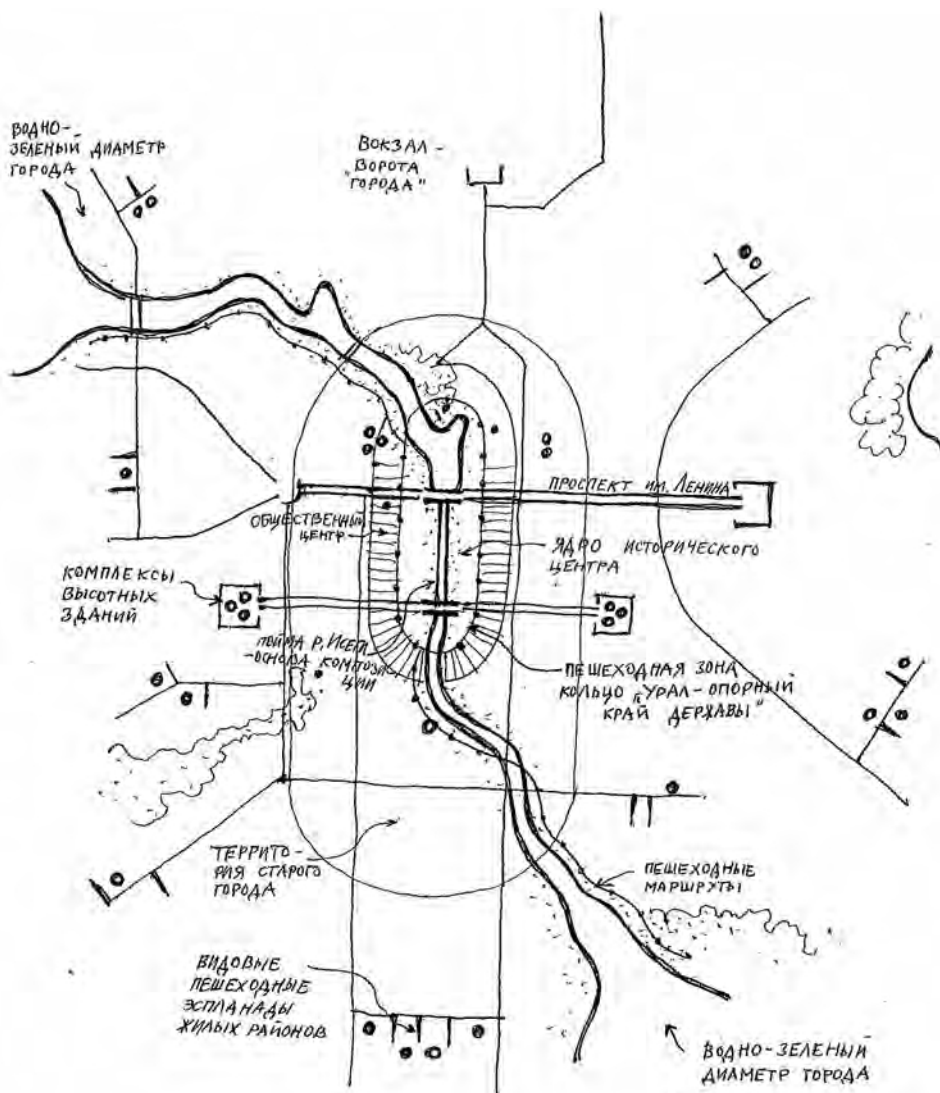 ВОДНО-
ЗЕЛЕНЫЙ ДИАМЕТР
ГОРОДА
ВОКЗАЛ -
"ВОРОТА
ГОРОДА"
ПРОСПЕКТ ИМ. ЛЕНИНА
ОБЩЕСТВЕННЫЙ
ЦЕНТР
ЯДРО ИСТОРИЧЕСКОГО
ЦЕНТРА
КОМПЛЕКСЫ
ВЫСОТНЫХ
ЗДАНИЙ
ПОЙМА Р. ИСЕТЬ
-ОСНОВА КОМПОЗИ
ЦИИ
ПЕШЕХОДНАЯ ЗОНА
КОЛЬЦО "УРАЛ-ОПОРНЫЙ
КРАЙ ДЕРЖАВЫ"
ТЕРРИТО-
РИЯ СТАРОГО
ГОРОДА
ПЕШЕХОДНЫЕ
МАРШРУТЫ
ВИДОВЫЕ
ПЕШЕХОДНЫЕ
ЭСПЛАНАДЫ
ЖИЛЫХ РАЙОНОВ
ВОДНО-ЗЕЛЕНЫЙ
ДИАМЕТР ГОРОДА